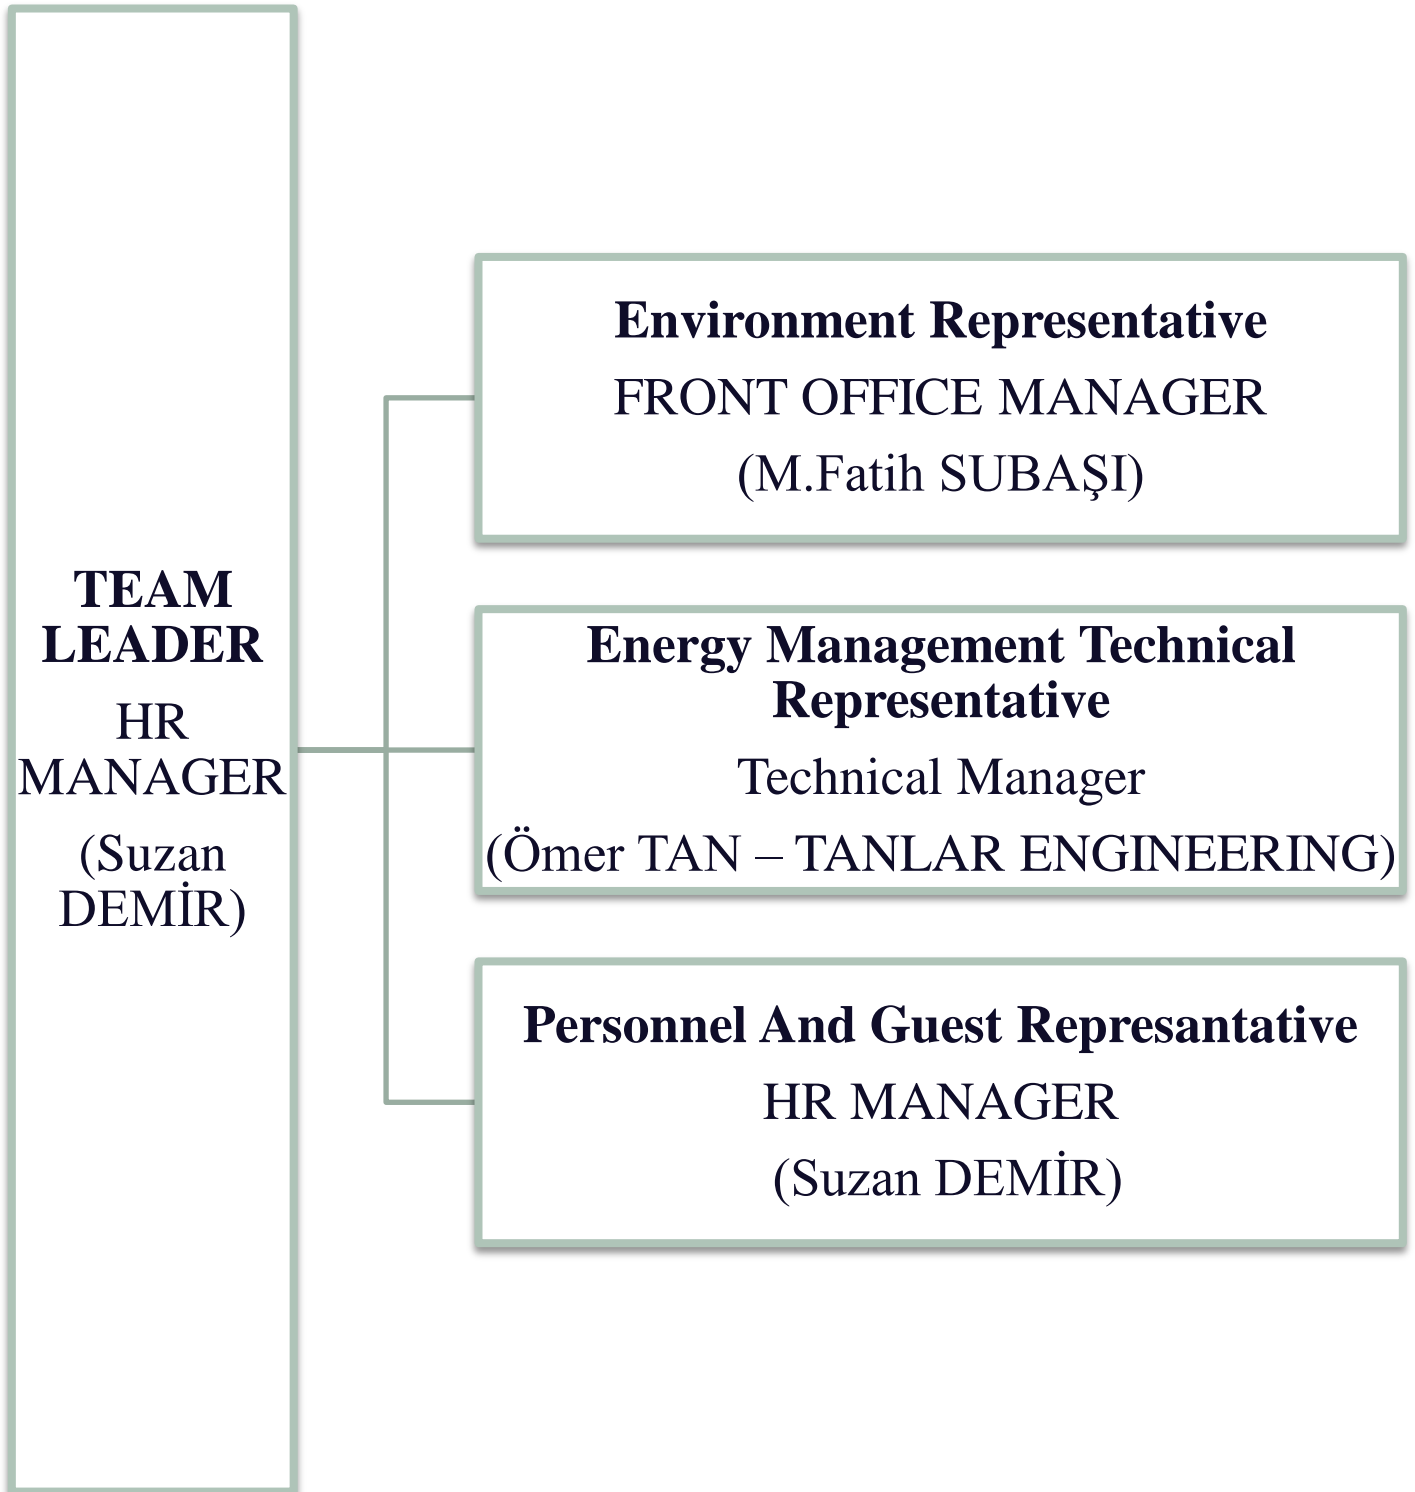 TEAM
LEADER
HR
MANAGER
(Suzan
DEMİR)
Environment Representative
FRONT OFFICE MANAGER
(M.Fatih SUBAŞI)
Energy Management Technical
Representative
Technical Manager
(Ömer TAN – TANLAR ENGINEERING)
Personnel And Guest Represantative
HR MANAGER
(Suzan DEMİR)